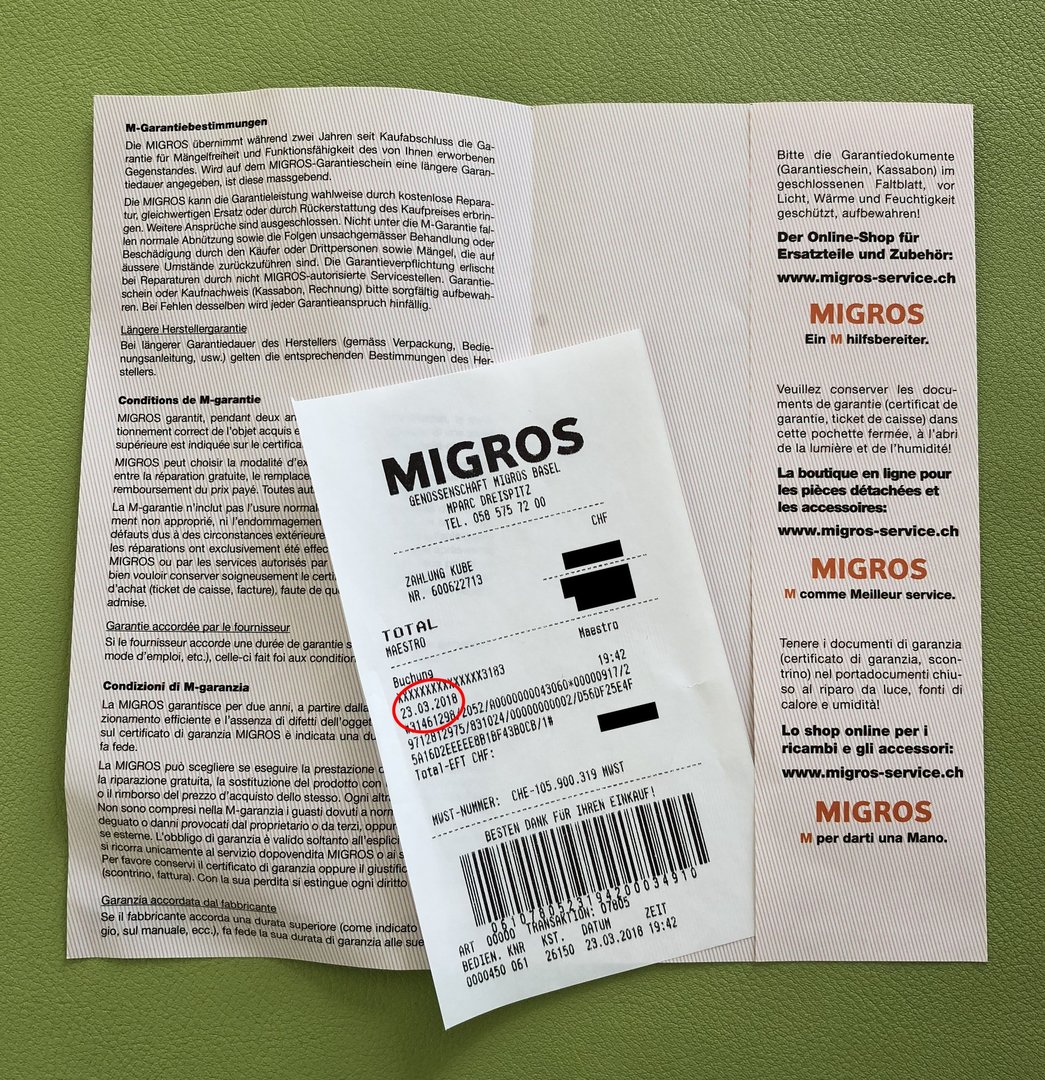 M-Garantiebestimmungen
Die MIGROS übernimmt während zwei Jahren seit Kaufabschluss die Ga-
rantie für Mängelfreiheit und Funktionsfähigkeit des von Ihnen erworbenen
Gegenstandes. Wird auf dem MIGROS-Garantieschein eine längere Garan-
tiedauer angegeben, ist diese massgebend.
Die MIGROS kann die Garantieleistung wahlweise durch kostenlose Repara-
tur, gleichwertigen Ersatz oder durch Rückerstattung des Kaufpreises erbrin-
gen. Weitere Ansprüche sind ausgeschlossen. Nicht unter die M-Garantie fal-
len normale Abnützung sowie die Folgen unsachgemässer Behandlung oder
Beschädigung durch den Käufer oder Drittpersonen sowie Mängel, die auf
äussere Umstände zurückzuführen sind. Die Garantieverpflichtung erlischt
bei Reparaturen durch nicht MIGROS-autorisierte Servicestellen. Garantie-
schein oder Kaufnachweis (Kassabon, Rechnung) bitte sorgfältig aufbewah-
ren. Bei Fehlen desselben wird jeder Garantieanspruch hinfällig.
Längere Herstellergarantie
Bei längerer Garantiedauer des Herstellers (gemäss Verpackung, Bedie-
nungsanleitung, usw.) gelten die entsprechenden Bestimmungen des Her-
stellers.
Conditions de M-garantie
MIGROS garantit, pendant deux an
tionnement correct de l'objet acquis e
supérieure est indiquée sur le certifica
MIGROS peut choisir la modalité d'ex
entre la réparation gratuite, le remplace
remboursement du prix payé. Toutes aut
La M-garantie n'inclut pas l'usure norma
ment non approprié, ni l'endommagemen
défauts dus à des circonstances extérieure
les réparations ont exclusivement été effec
MIGROS ou par les services autorisés par
bien vouloir conserver soigneusement le certi
d'achat (ticket de caisse, facture), faute de qu
admise.
Garantie accordée par le fournisseur
Si le fournisseur accorde une durée de garantie s
mode d'emploi, etc.), celle-ci fait foi aux condition
Condizioni di M-garanzia
La MIGROS garantisce per due anni, a partire dalla
zionamento efficiente e l'assenza di difetti dell'ogget
sul certificato di garanzia MIGROS è indicata una du
fa fede.
La MIGROS può scegliere se eseguire la prestazione d
la riparazione gratuita, la sostituzione del prodotto con
o il rimborso del prezzo d'acquisto dello stesso. Ogni altra
Non sono compresi nella M-garanzia i guasti dovuti a norm
deguato o danni provocati dal proprietario o da terzi, oppure
se esterne. L'obbligo di garanzia è valido soltanto all'esplic
si ricorra unicamente al servizio dopovendita MIGROS o ai s
Per favore conservi il certificato di garanzia oppure il giustific
(scontrino, fattura). Con la sua perdita si estingue ogni diritto
Garanzia accordata dal fabbricante
Se il fabbricante accorda una durata superiore (come indicato
gio, sul manuale, ecc.), fa fede la sua durata di garanzia alle sue
MIGROS
GENOSSENSCHAFT MIGROS BASEL
MPARC DREISPITZ
TEL. 058 575 72 00
CHF
ZAHLUNG KUBE
NR. 600622713
TOTAL
MAESTRO
Maestro
Buchung
XXXXXXXXXXXXXXX3183
23.03.2018 19:42
2052/A0000000043060*00000917/2
9712812975/831024/0000000002/D56DF25E4F
5A16D2EEEEE8B1BF43B0CB/1#
Total-EFT CHF:
MWST-NUMMER: CHE-105.900.319 MWST
BESTEN DANK FÜR IHREN EINKAUF!
ART 00000 TRANSAKTION: 07805
BEDIEN. KNR KST. DATUM ZEIT
0000450 061 26150 23.03.2018 19:42
Bitte die Garantiedokumente
(Garantieschein, Kassabon) im
geschlossenen Faltblatt, vor
Licht, Wärme und Feuchtigkeit
geschützt, aufbewahren!
Der Online-Shop für
Ersatzteile und Zubehör:
www.migros-service.ch
MIGROS
Ein M hilfsbereiter.
Veuillez conserver les docu-
ments de garantie (certificat de
garantie, ticket de caisse) dans
cette pochette fermée, à l'abri
de la lumière et de l'humidité!
La boutique en ligne pour
les pièces détachées et
les accessoires:
www.migros-service.ch
MIGROS
M comme Meilleur service.
Tenere i documenti di garanzia
(certificato di garanzia, scon-
trino) nel portadocumenti chiu-
so al riparo da luce, fonti di
calore e umidità!
Lo shop online per i
ricambi e gli accessori:
www.migros-service.ch
MIGROS
M per darti una Mano.